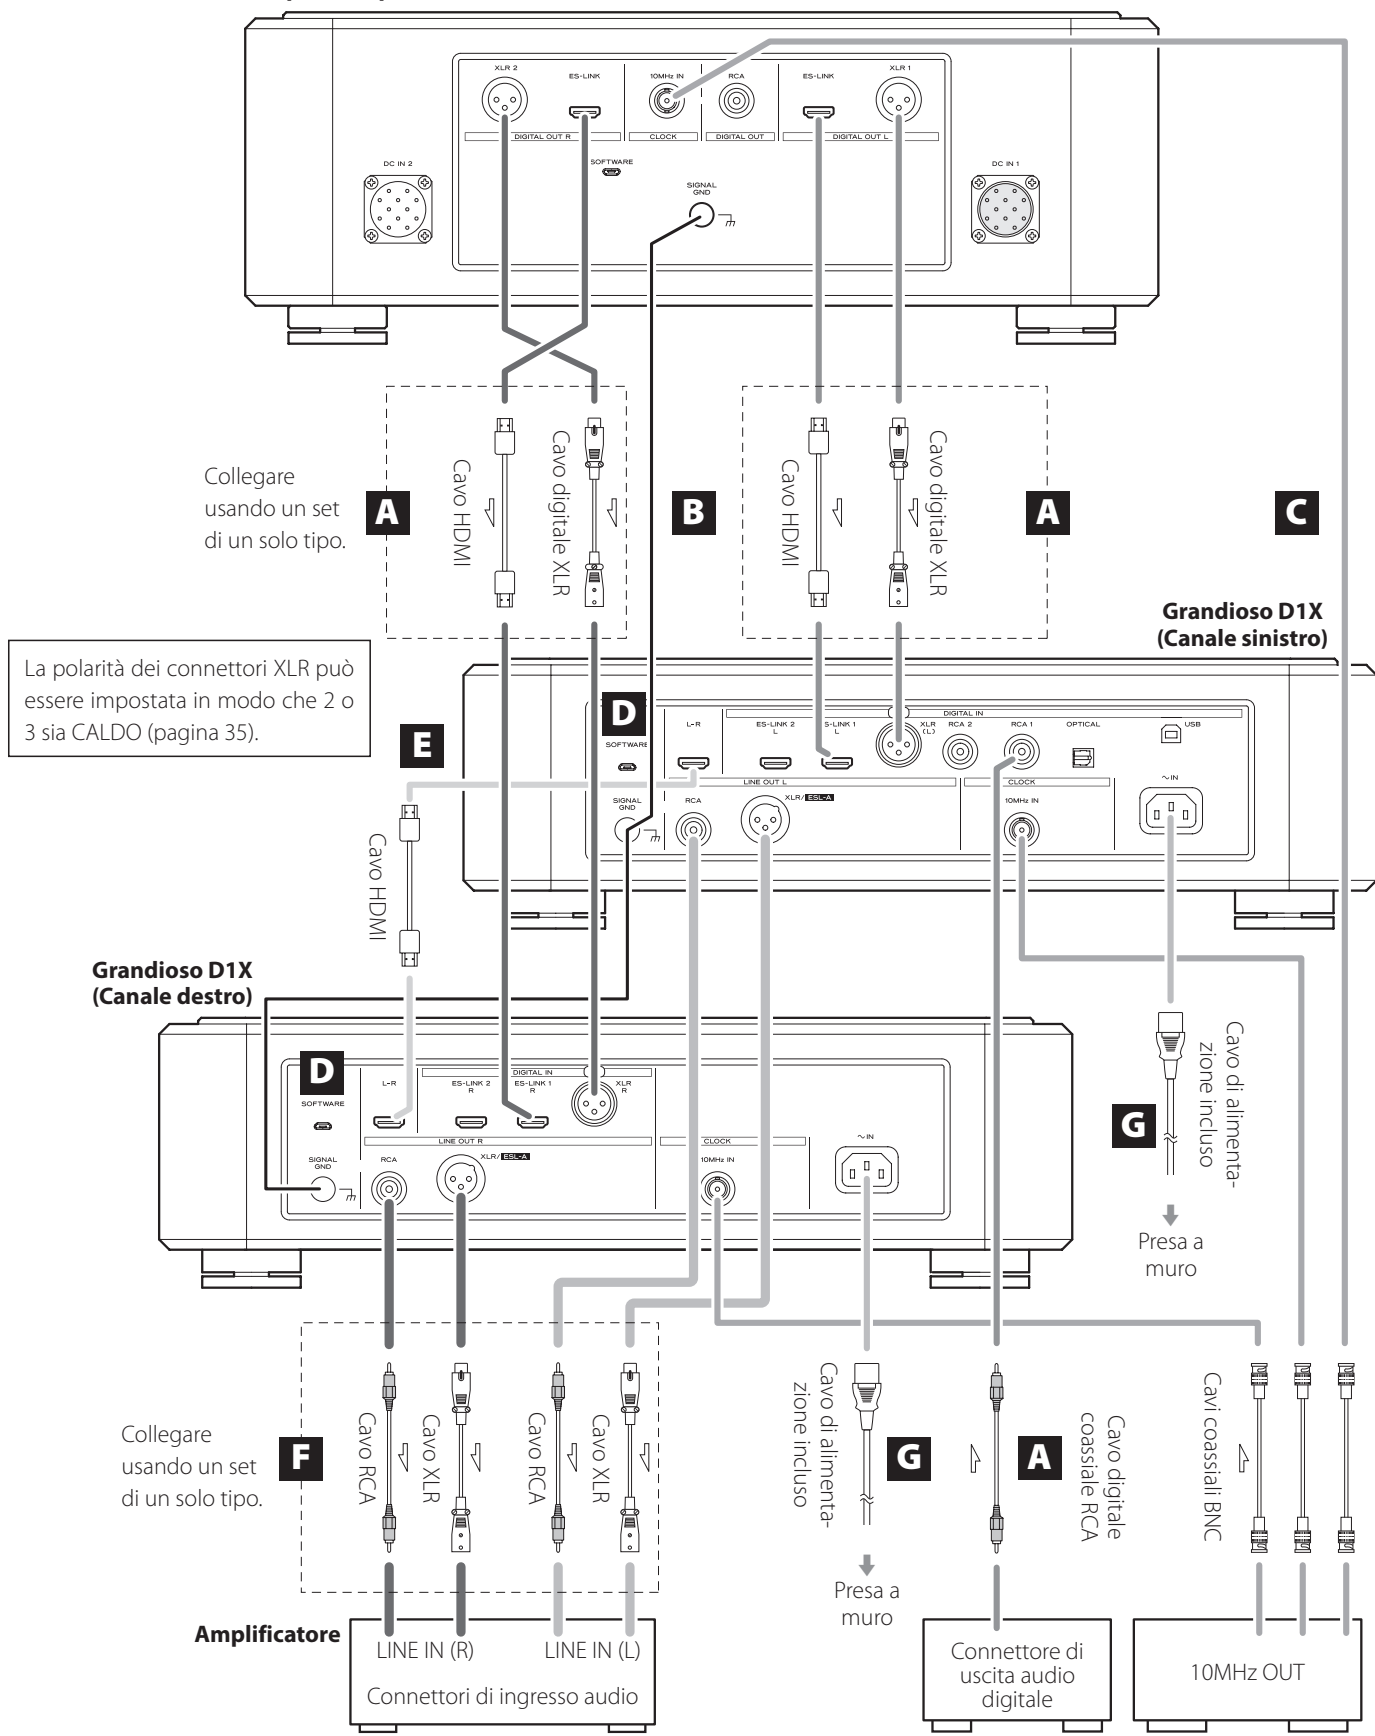 XLR 2
ES-LINK
10MHz IN
RCA
ES-LINK
XLR 1
DIGITAL OUT R
CLOCK
DIGITAL OUT
DIGITAL OUT L
SOFTWARE
DC IN 2
SIGNAL
GND
DC IN 1
Collegare
usando un set
di un solo tipo.
A
Cavo HDMI
Cavo digitale XLR
B
Cavo HDMI
Cavo digitale XLR
A
C
Grandioso D1X
(Canale sinistro)
La polarità dei connettori XLR può
essere impostata in modo che 2 o
3 sia CALDO (pagina 35).
E
D
SOFTWARE
L-R
DIGITAL IN
ES-LINK 2
L
S-LINK 1
L
XLR
(L)
RCA 2
RCA 1
OPTICAL
USB
LINE OUT L
CLOCK
~IN
SIGNAL
GND
RCA
XLR/ESL-A
10MHz IN
Cavo HDMI
Grandioso D1X
(Canale destro)
D
SOFTWARE
L-R
DIGITAL IN
ES-LINK 2
R
ES-LINK 1
R
XLR
R
LINE OUT R
CLOCK
~IN
SIGNAL
GND
RCA
XLR/ESL-A
10MHz IN
G
Cavo di alimenta-
zione incluso
Presa a
muro
Collegare
usando un set
di un solo tipo.
F
Cavo RCA
Cavo XLR
Cavo RCA
Cavo XLR
Cavo di alimenta-
zione incluso
G
Presa a
muro
A
Cavo digitale
coassiale RCA
Cavi coassiali BNC
Amplificatore
LINE IN (R)
LINE IN (L)
Connettori di ingresso audio
Connettore di
uscita audio
digitale
10MHz OUT